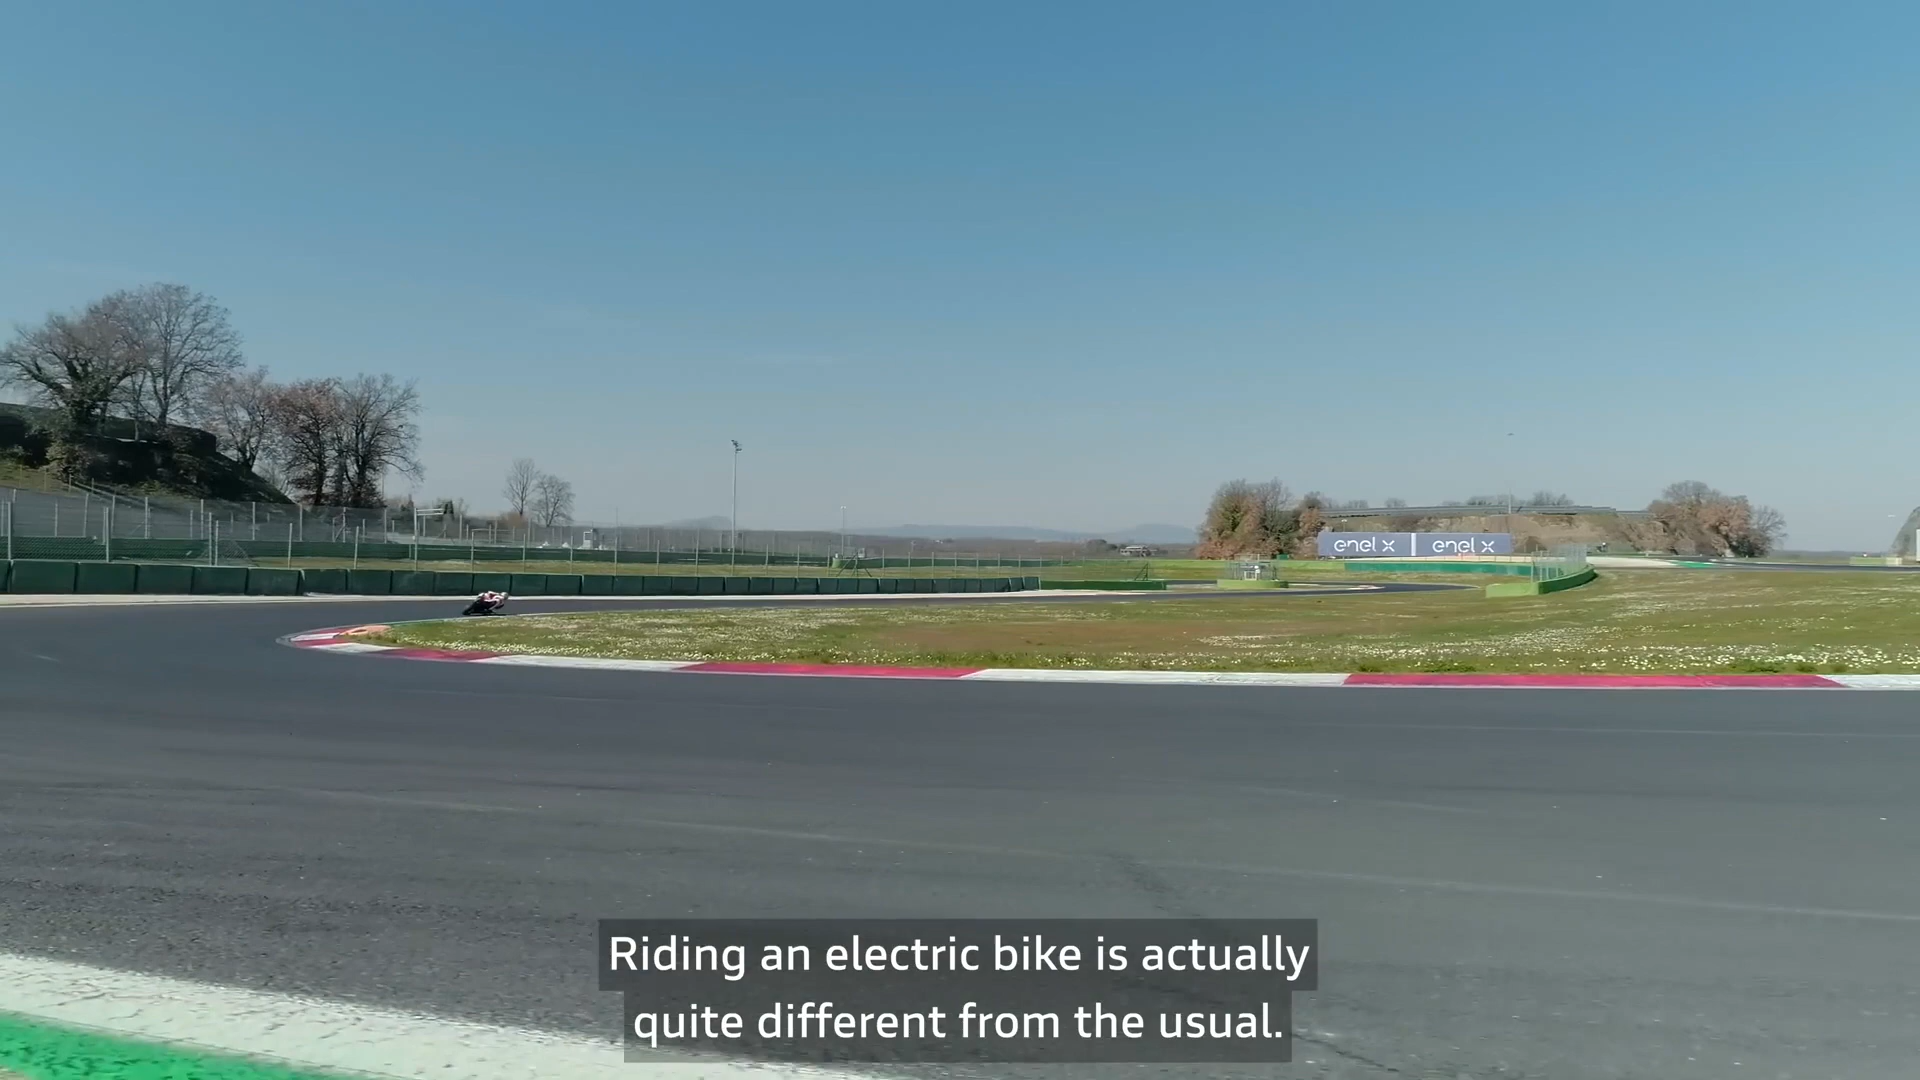 enel x enel x
Riding an electric bike is actually
quite different from the usual.